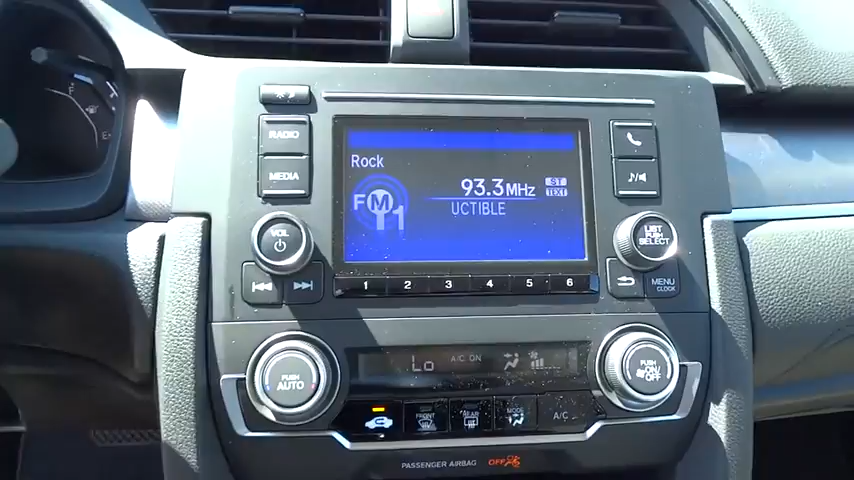 RADIO
MEDIA
VOL
Rock
FM1
93.3MHz
ST
TEXT
UCTIBLE
1 2 3 4 5 6
LIST
PUSH
SELECT
MENU
CLOCK
Lo
A/C ON
PUSH
AUTO
FRONT
REAR
MODE
A/C
PUSH
ON/
OFF
PASSENGER AIRBAG
OFF
F